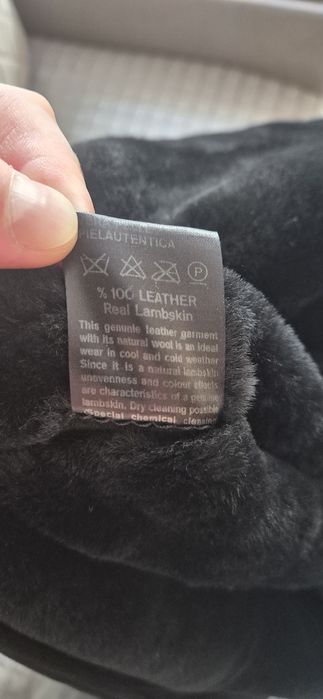 PIELAUTENTICA
P
% 100 LEATHER
Real Lambskin
This genunie leather garment
with its natural wool is an ideal
wear in cool and cold weather
Since it is a natural lambskin
unevenness and colour effects
are characteristics of a genuine
lambskin. Dry cleaning possible
Special chemical cleaning